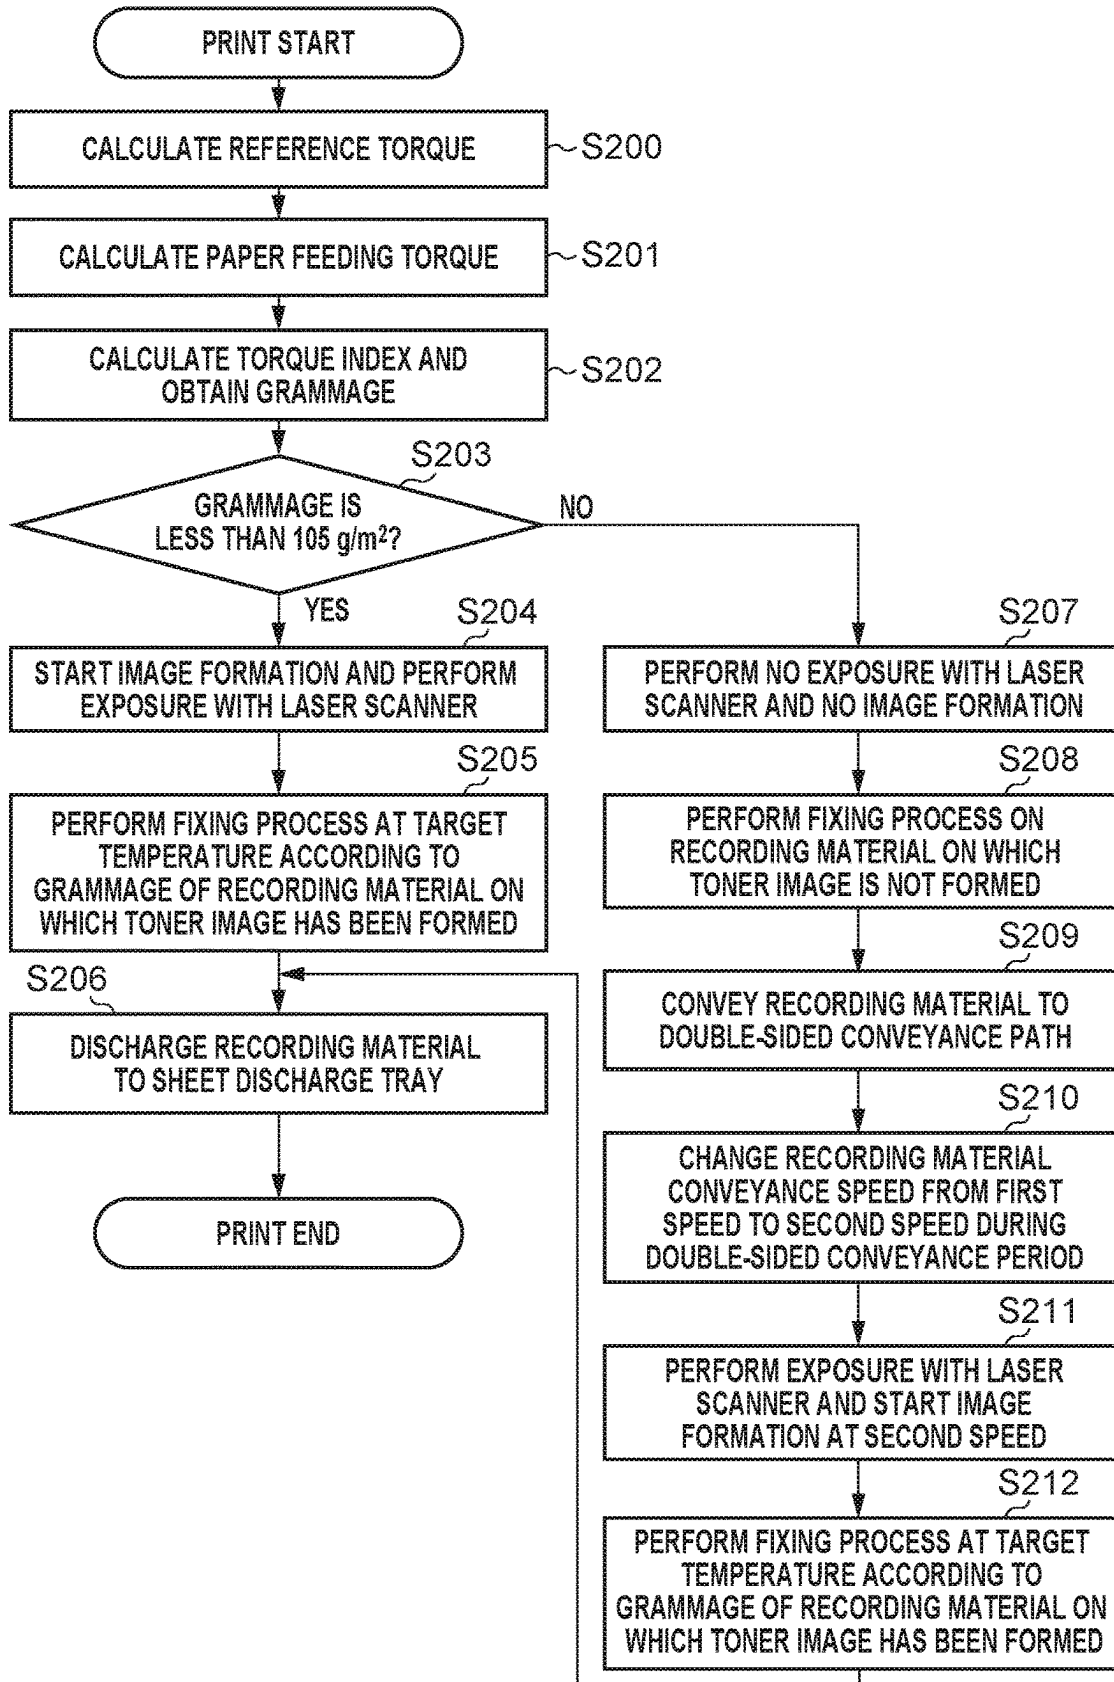 PRINT START
CALCULATE REFERENCE TORQUE
S200
CALCULATE PAPER FEEDING TORQUE
S201
CALCULATE TORQUE INDEX AND
OBTAIN GRAMMAGE
S202
S203
GRAMMAGE IS
LESS THAN 105 g/m²?
NO
YES
S204
START IMAGE FORMATION AND PERFORM
EXPOSURE WITH LASER SCANNER
S205
PERFORM FIXING PROCESS AT TARGET
TEMPERATURE ACCORDING TO
GRAMMAGE OF RECORDING MATERIAL ON
WHICH TONER IMAGE HAS BEEN FORMED
S206
DISCHARGE RECORDING MATERIAL
TO SHEET DISCHARGE TRAY
PRINT END
S207
PERFORM NO EXPOSURE WITH LASER
SCANNER AND NO IMAGE FORMATION
S208
PERFORM FIXING PROCESS ON
RECORDING MATERIAL ON WHICH
TONER IMAGE IS NOT FORMED
S209
CONVEY RECORDING MATERIAL TO
DOUBLE-SIDED CONVEYANCE PATH
S210
CHANGE RECORDING MATERIAL
CONVEYANCE SPEED FROM FIRST
SPEED TO SECOND SPEED DURING
DOUBLE-SIDED CONVEYANCE PERIOD
S211
PERFORM EXPOSURE WITH LASER
SCANNER AND START IMAGE
FORMATION AT SECOND SPEED
S212
PERFORM FIXING PROCESS AT TARGET
TEMPERATURE ACCORDING TO
GRAMMAGE OF RECORDING MATERIAL ON
WHICH TONER IMAGE HAS BEEN FORMED